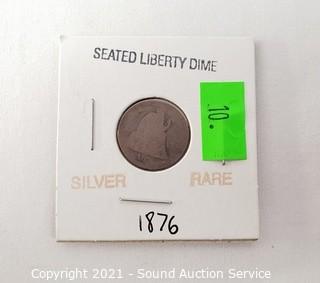 SEATED LIBERTY DIME
10.
SILVER RARE
1876
Copyright 2021 - Sound Auction Service